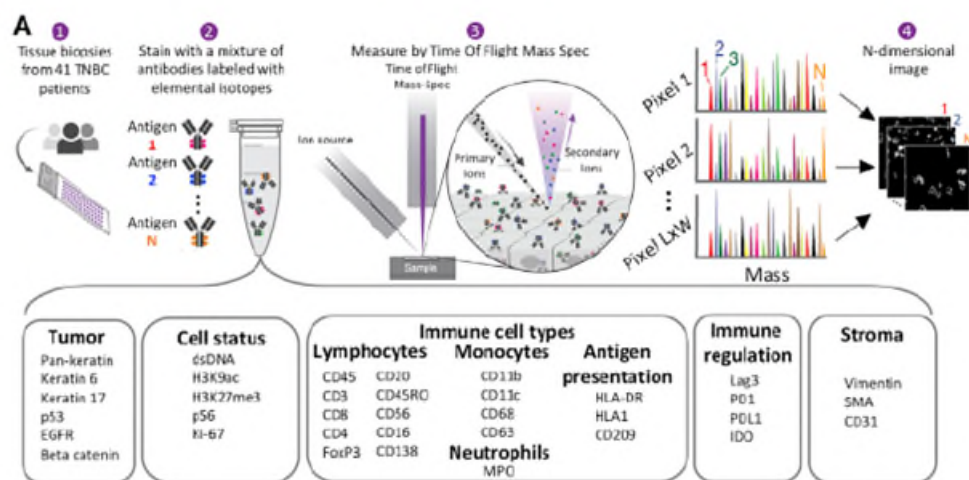 A
1
Tissue biopsies
from 41 TNBC
patients
2
Stain with a mixture of
antibodies labeled with
elemental isotopes
Antigen
1
Antigen
2
Antigen
N
3
Measure by Time Of Flight Mass Spec
Time of Flight
Mass-Spec
Ion source
Primary
Ions
Secondary
Ions
Sample
1
2
3
N
Pixel 1
Pixel 2
Pixel LxW
Mass
4
N-dimensional
image
1
2
N
Tumor
Pan-keratin
Keratin 6
Keratin 17
p53
EGFR
Beta catenin
Cell status
dsDNA
H3K9ac
H3K27me3
pS6
Ki-67
Immune cell types
Lymphocytes
CD45 CD20
CD3 CD45RO
CD8 CD56
CD4 CD16
FoxP3 CD138
Monocytes
CD11b
CD11c
CD68
CD63
Neutrophils
MPO
Antigen
presentation
HLA-DR
HLA1
CD209
Immune
regulation
Lag3
PD1
PDL1
IDO
Stroma
Vimentin
SMA
CD31